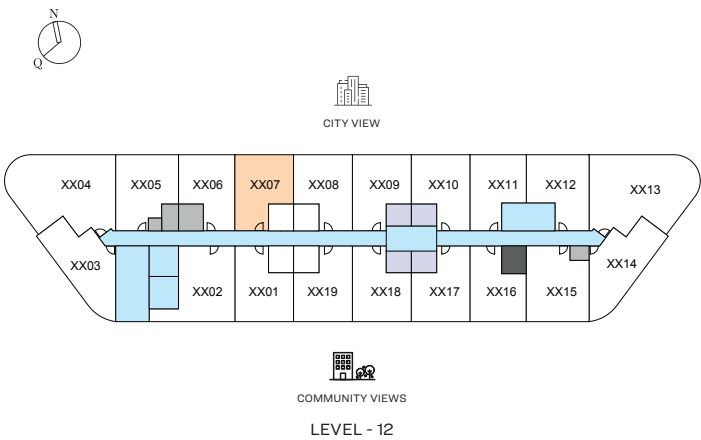 N
Q
CITY VIEW
XX04 XX05 XX06 XX07 XX08 XX09 XX10 XX11 XX12 XX13
XX03 XX14
XX02 XX01 XX19 XX18 XX17 XX16 XX15
COMMUNITY VIEWS
LEVEL - 12